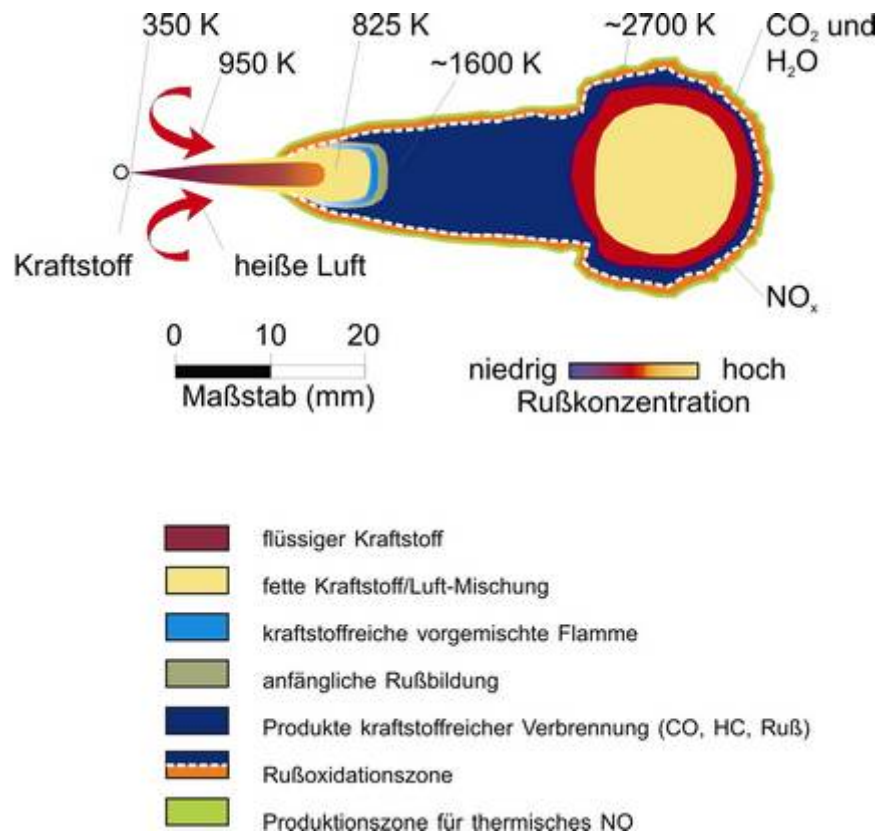 350 K
825 K
~2700 K
CO₂ und
H₂O
950 K
~1600 K
Kraftstoff
heiße Luft
NOₓ
0 10 20
Maßstab (mm)
niedrig hoch
Rußkonzentration
flüssiger Kraftstoff
fette Kraftstoff/Luft-Mischung
kraftstoffreiche vorgemischte Flamme
anfängliche Rußbildung
Produkte kraftstoffreicher Verbrennung (CO, HC, Ruß)
Rußoxidationszone
Produktionszone für thermisches NO